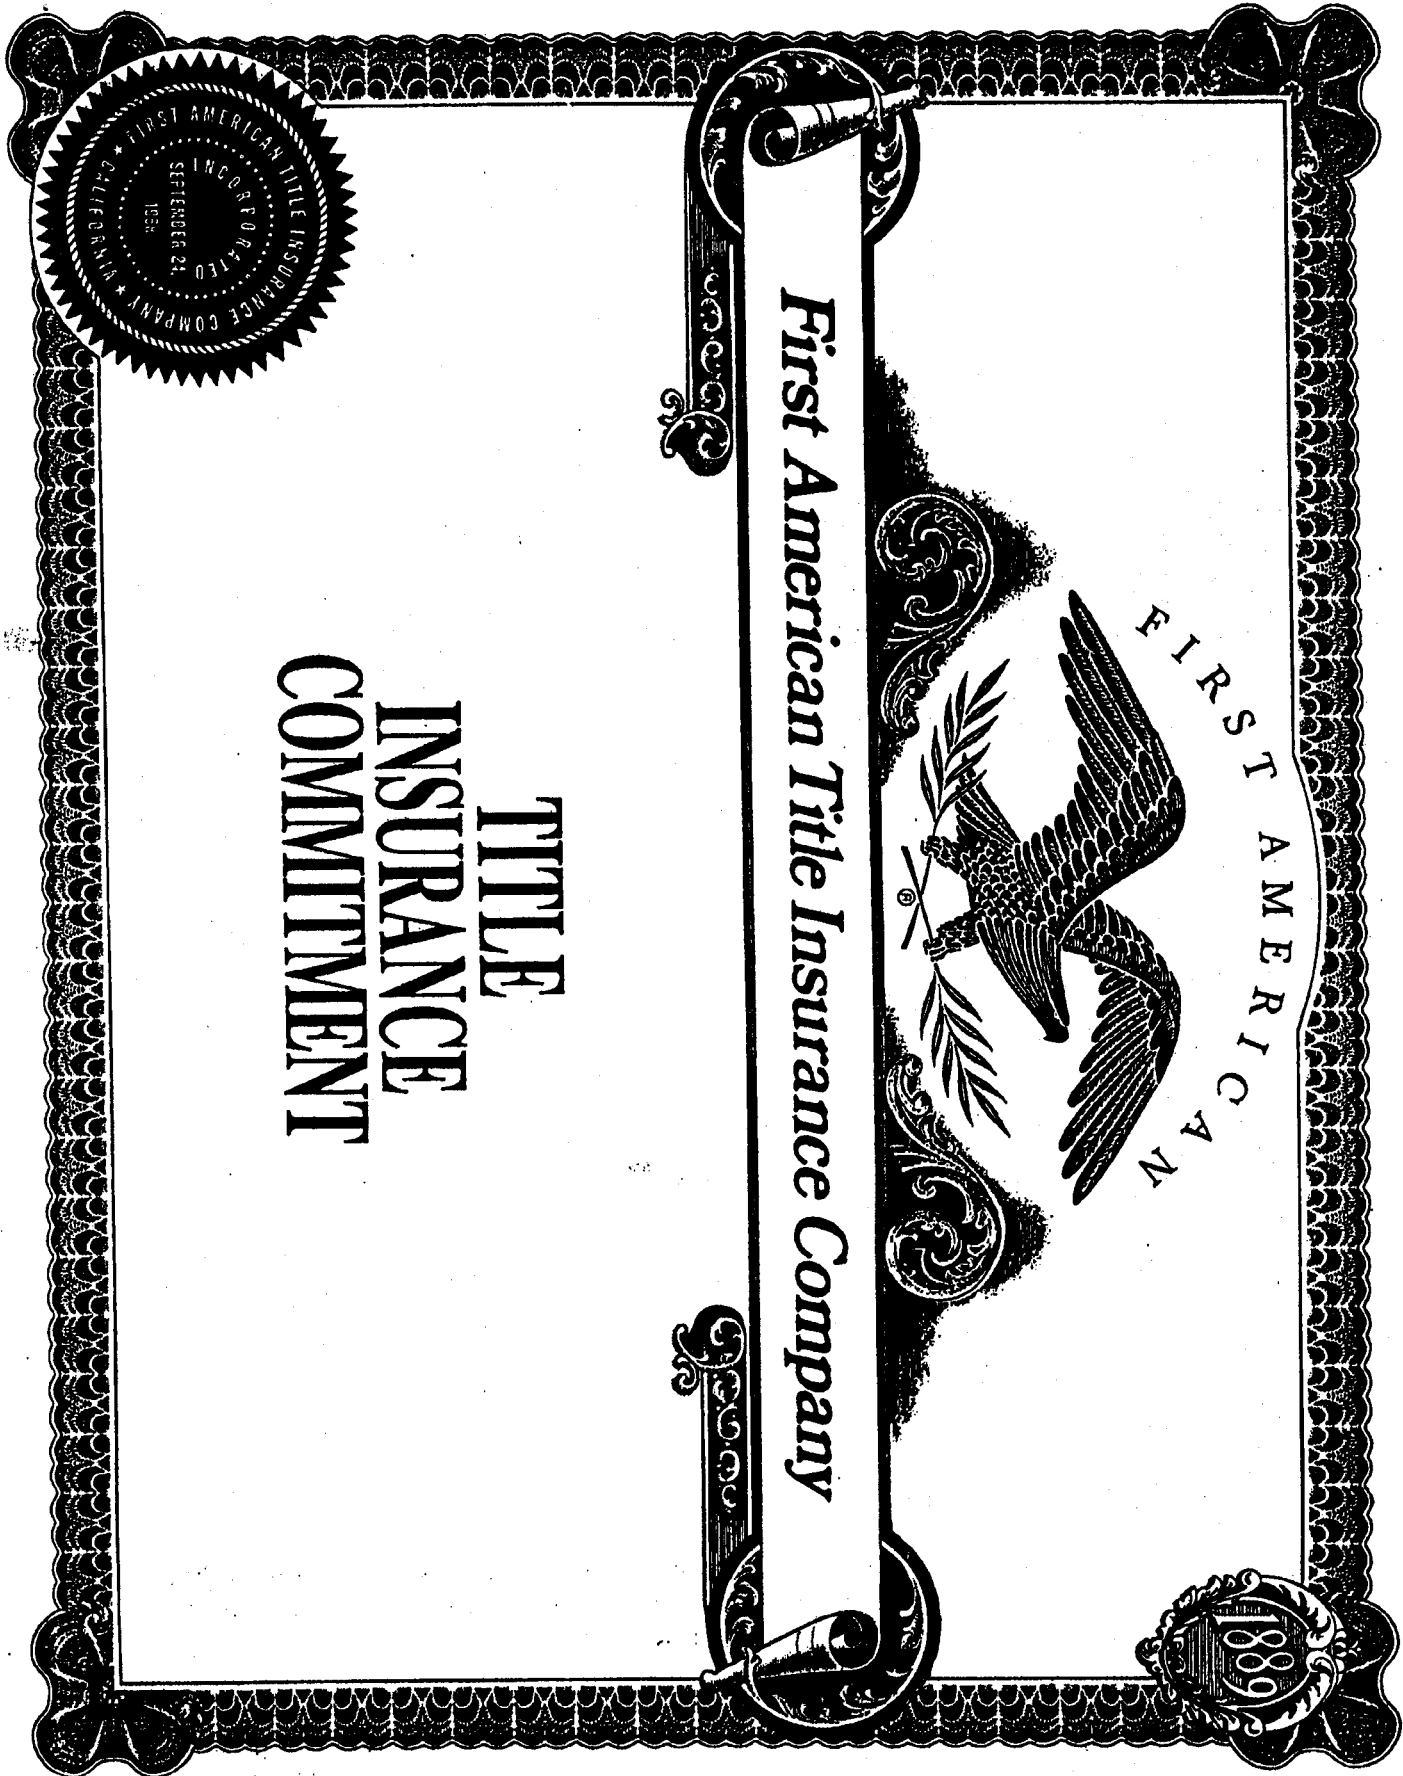 FIRST AMERICAN
®
1889
First American Title Insurance Company
TITLE
INSURANCE
COMMITMENT
★ FIRST AMERICAN TITLE INSURANCE COMPANY ★ CALIFORNIA
INCORPORATED
SEPTEMBER 24,